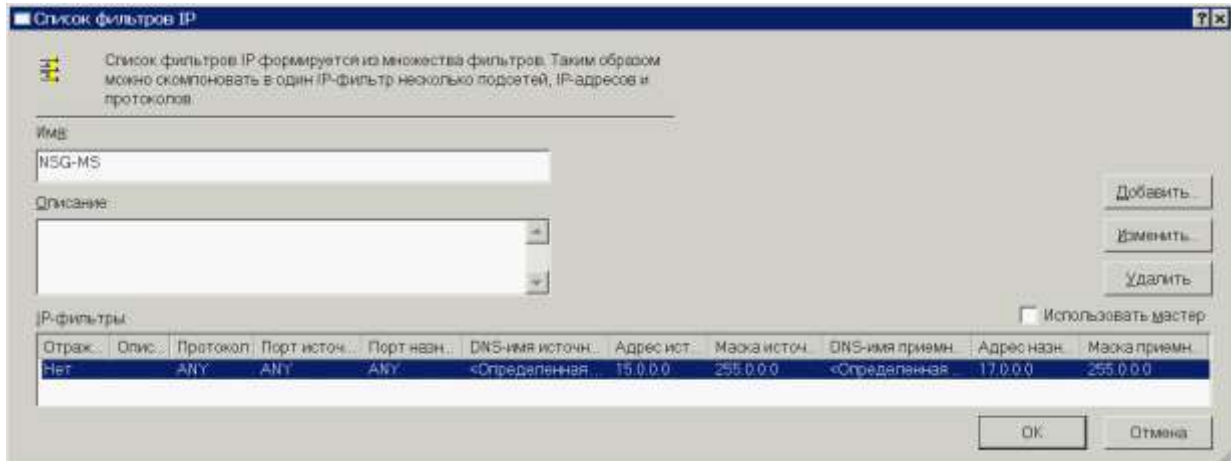 Список фильтров IP
Список фильтров IP формируется из множества фильтров. Таким образом
можно скомпоновать в один IP-фильтр несколько подсетей, IP-адресов и
протоколов.
Имя:
NSG-MS
Добавить...
Описание:
Изменить...
Удалить
IP-фильтры:
Использовать мастер
Отраж... Опис... Протокол Порт источ... Порт назн... DNS-имя источн... Адрес ист... Маска источ... DNS-имя приемн... Адрес назн... Маска приемн...
Нет ANY ANY ANY <Определенная ... 15.0.0.0 255.0.0.0 <Определенная ... 17.0.0.0 255.0.0.0
OK Отмена